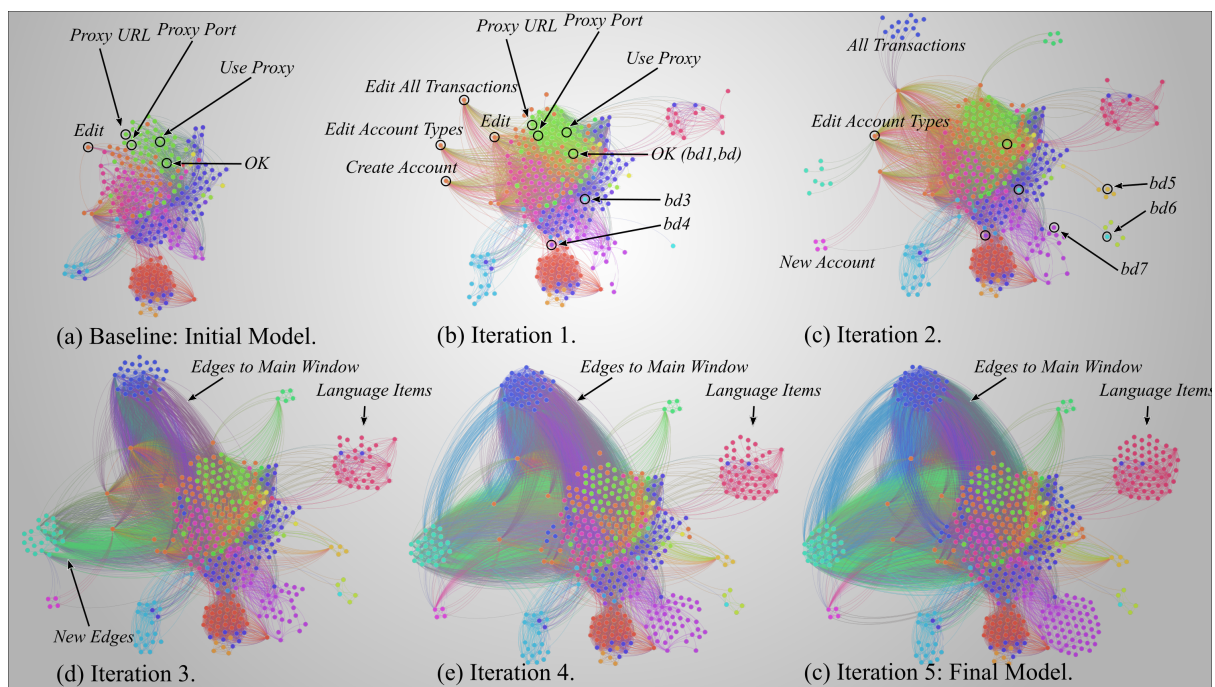 Proxy URL
Proxy Port
Use Proxy
Edit
OK
(a) Baseline: Initial Model.
Proxy URL
Proxy Port
Use Proxy
Edit All Transactions
Edit Account Types
Edit
Create Account
OK (bd1,bd)
bd3
bd4
(b) Iteration 1.
All Transactions
Edit Account Types
bd5
bd6
New Account
bd7
(c) Iteration 2.
Edges to Main Window
Language Items
New Edges
(d) Iteration 3.
Edges to Main Window
Language Items
(e) Iteration 4.
Edges to Main Window
Language Items
(c) Iteration 5: Final Model.